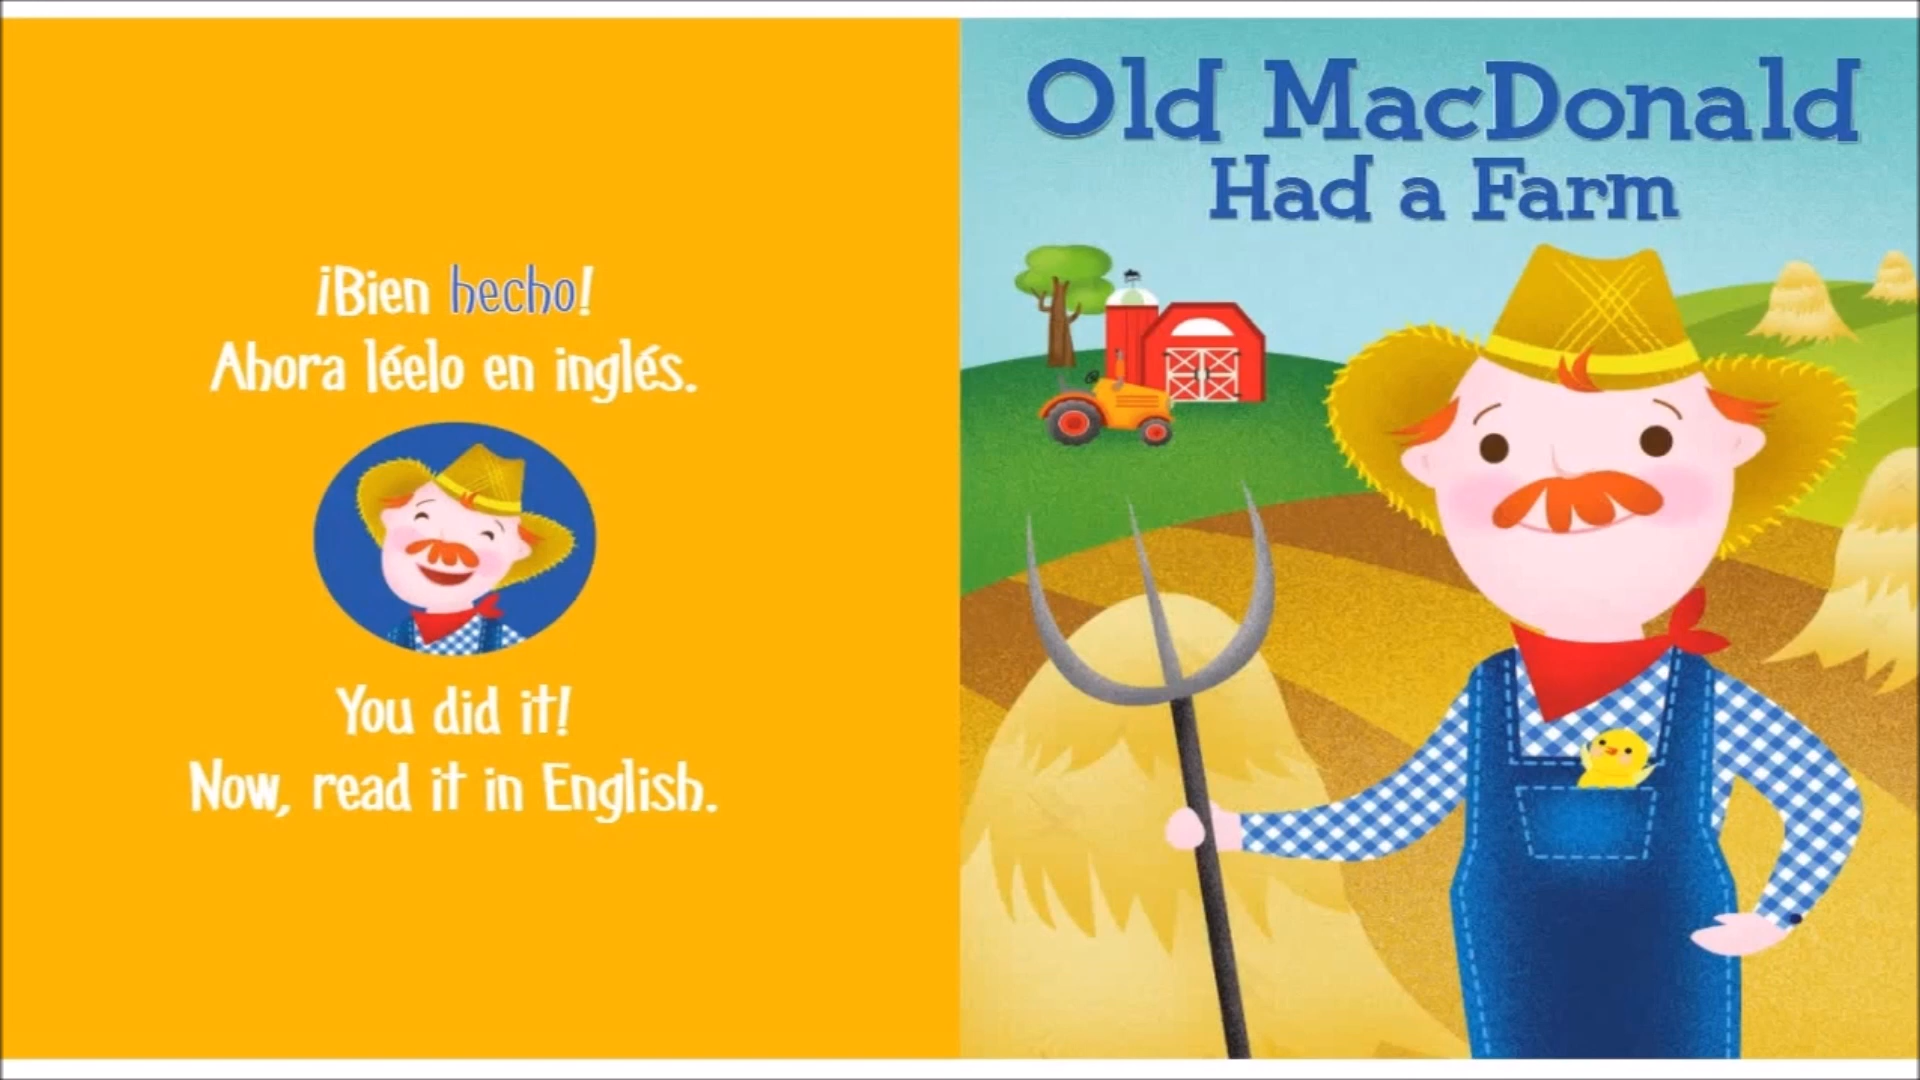 ¡Bien hecho!
Ahora léelo en inglés.
You did it!
Now, read it in English.
Old MacDonald
Had a Farm